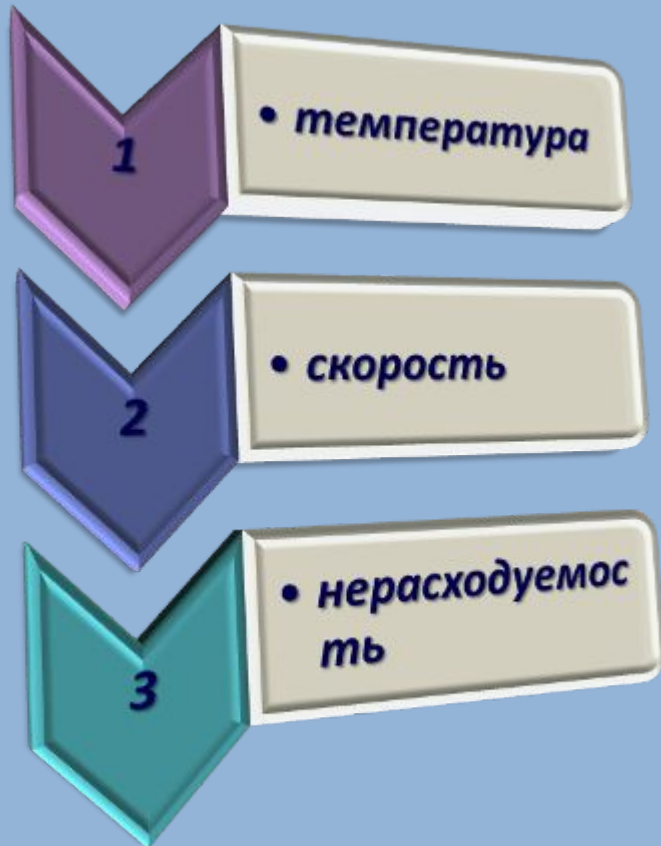 1
• температура
2
• скорость
3
• нерасходуемос
ть